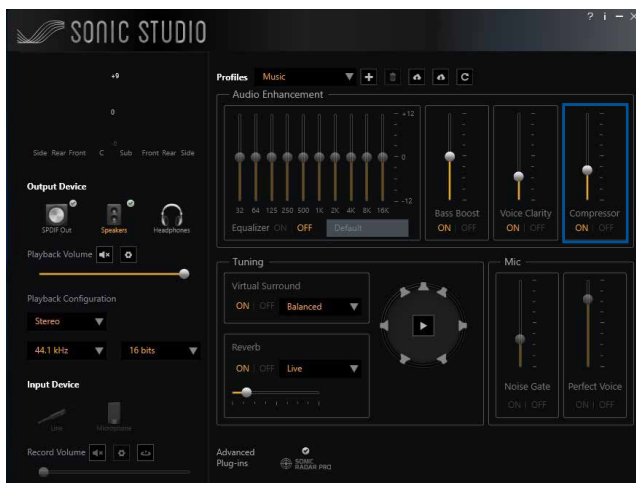 SONIC STUDIO
? i
+9
0
Side Rear Front C Sub Front Rear Side
Profiles Music
Audio Enhancement
+12
0
-12
32 64 125 250 500 1K 2K 4K 8K 16K
Equalizer ON OFF Default
Bass Boost
ON | OFF
Voice Clarity
ON | OFF
Compressor
ON | OFF
Output Device
SPDIF Out Speakers Headphones
Playback Volume
Playback Configuration
Stereo
44.1 kHz 16 bits
Input Device
Line Microphone
Record Volume
Tuning
Virtual Surround
ON | OFF Balanced
Reverb
ON | OFF Live
Mic
Noise Gate
ON | OFF
Perfect Voice
ON | OFF
Advanced
Plug-ins
SONIC
RADAR PRO